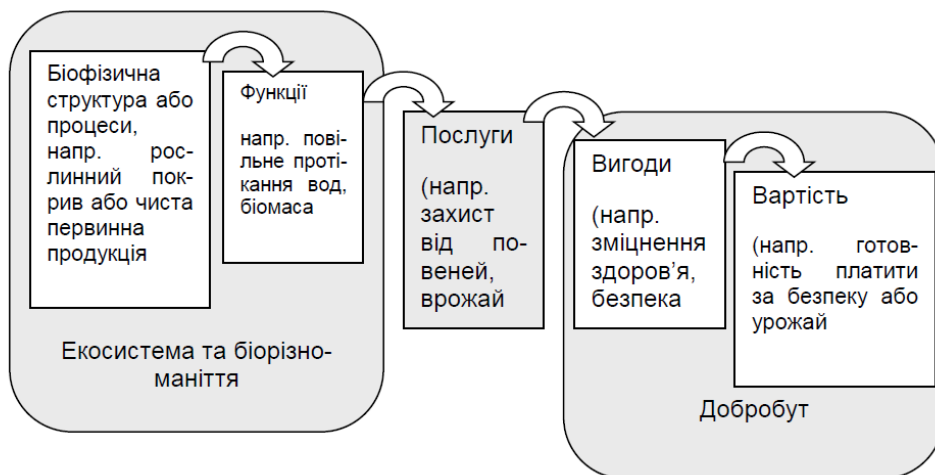 Біофізична
структура або
процеси,
напр. рос-
линний пок-
рив або чиста
первинна
продукція
Функції
напр. повіль-
не проті-
кання вод,
біомаса
Екосистема та біорізно-
маніття
Послуги
(напр.
захист
від по-
веней,
врожай
Вигоди
(напр.
зміцнення
здоров’я,
безпека
Вартість
(напр. готов-
ність платити
за безпеку або
урожай
Добробут